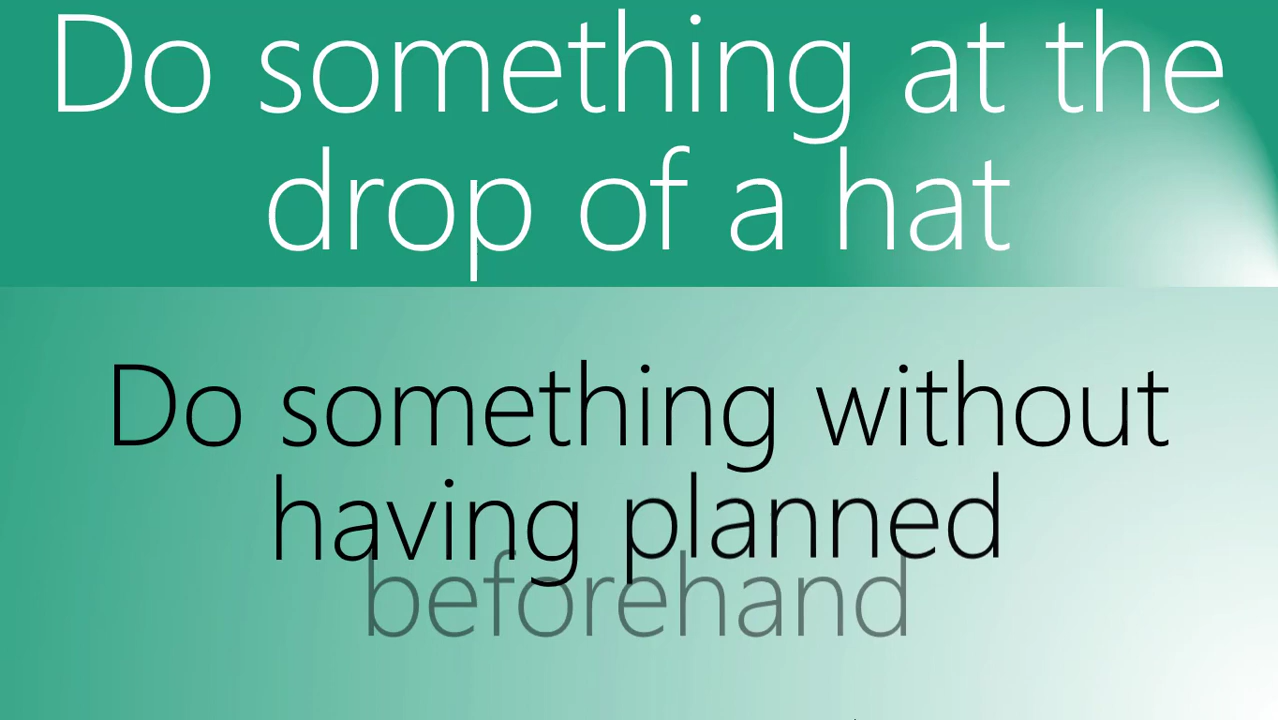 Do something at the
drop of a hat
Do something without
having planned
beforehand